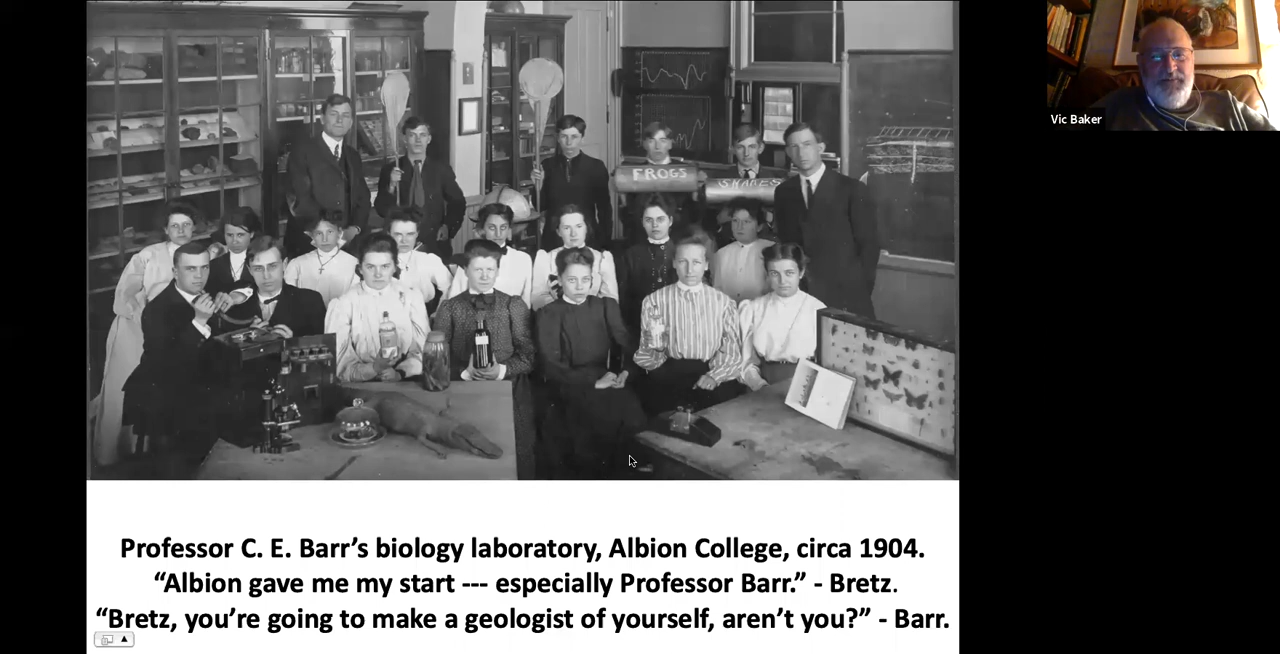 FROGS
SNAKES
Vic Baker
Professor C. E. Barr’s biology laboratory, Albion College, circa 1904.
“Albion gave me my start --- especially Professor Barr.” - Bretz.
“Bretz, you’re going to make a geologist of yourself, aren’t you?” - Barr.